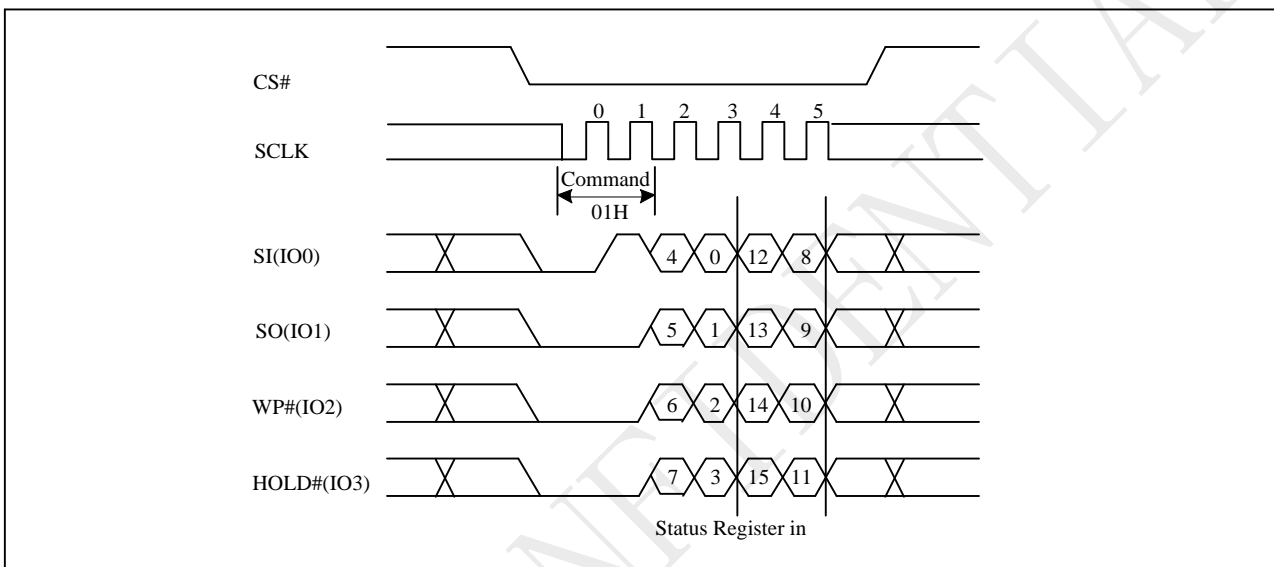 CS#
0 1 2 3 4 5
SCLK
Command
01H
SI(IO0) 4 0 12 8
SO(IO1) 5 1 13 9
WP#(IO2) 6 2 14 10
HOLD#(IO3) 7 3 15 11
Status Register in
NFIDENTIA